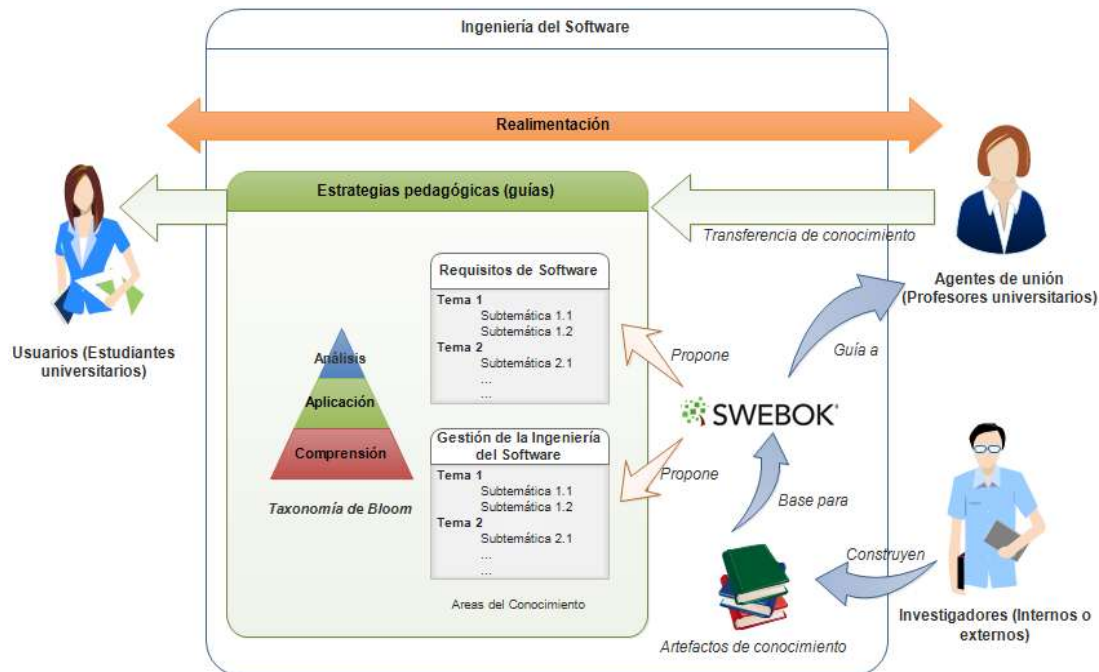 Ingeniería del Software
Realimentación
Estrategias pedagógicas (guías)
Transferencia de conocimiento
Agentes de unión
(Profesores universitarios)
Usuarios (Estudiantes
universitarios)
Requisitos de Software
Tema 1
Subtemática 1.1
Subtemática 1.2
Tema 2
Subtemática 2.1
...
...
Análisis
Aplicación
Comprensión
Taxonomía de Bloom
Propone
Guía a
SWEBOK®
Gestión de la Ingeniería
del Software
Tema 1
Subtemática 1.1
Subtemática 1.2
Tema 2
Subtemática 2.1
...
...
Areas del Conocimiento
Propone
Base para
Construyen
Artefactos de conocimiento
Investigadores (Internos o
externos)